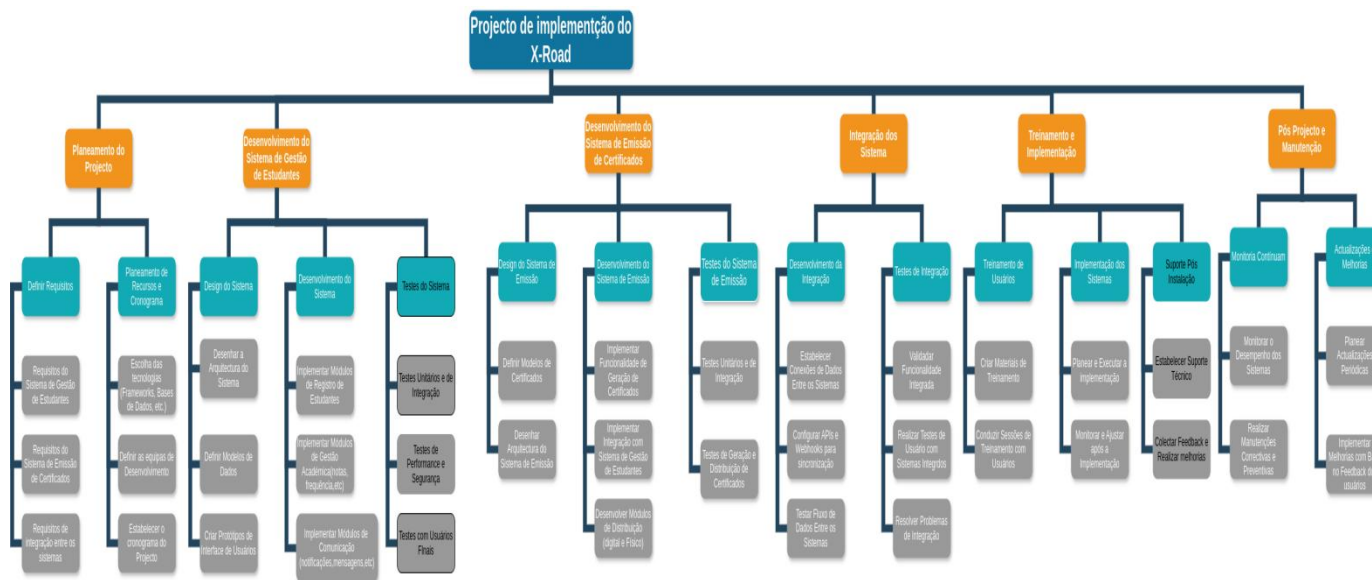 Projecto de implementção do
X-Road
Planeamento do
Projecto
Desenvolvimento do
Sistema de Gestão
de Estudantes
Desenvolvimento do
Sistema de Emissão
de Certificados
Integração dos
Sistema
Treinamento e
Implementação
Pós Projecto e
Manutenção
Definir Requisitos
Planeamento de
Recursos e
Cronograma
Design do Sistema
Desenvolvimento do
Sistema
Testes do Sistema
Design do Sistema de
Emissão
Desenvolvimento do
Sistema de Emissão
Testes do Sistema
de Emissão
Desenvolvimento da
Integração
Testes de Integração
Treinamento de
Usuários
Implementação dos
Sistemas
Suporte Pós
Instalação
Monitoria Continuam
Actualizações
Melhorias
Requisitos do
Sistema de Gestão
de Estudantes
Escolha das
tecnologias
(Frameworks, Bases
de Dados, etc.)
Desenhar a
Arquitectura do
Sistema
Implementar Módulos
de Registro de
Estudantes
Testes Unitários e de
Integração
Definir Modelos de
Certificados
Implementar
Funcionalidade de
Geração de
Certificados
Testes Unitários e de
Integração
Estabelecer
Conexões de Dados
Entre os Sistemas
Validadar
Funcionalidade
Integrada
Criar Materiais de
Treinamento
Planear e Executar a
implementação
Estabelecer Suporte
Técnico
Monitorar o
Desempenho dos
Sistemas
Planear
Actualizações
Periódicas
Requisitos do
Sistema de Emissão
de Certificados
Definir as equipas de
Desenvolvimento
Definir Modelos de
Dados
Implementar Módulos
de Gestão
Académica(notas,
frequência,etc)
Testes de
Performance e
Segurança
Desenhar
Arquitectura do
Sistema de Emissão
Implementar
Integração com
Sistema de Gestão
de Estudantes
Testes de Geração e
Distribuição de
Certificados
Configurar APIs e
Webhooks para
sincronização
Realizar Testes de
Usuário com
Sistemas Integrdos
Conduzir Sessões de
Treinamento com
Usuários
Monitorar e Ajustar
após a
Implementação
Colectar Feedback e
Realizar melhorias
Realizar
Manutenções
Correctivas e
Preventivas
Implementar
Melhorias com B
no Feedback d
usuários
Requisitos de
integração entre os
sistemas
Estabelecer o
cronograma do
Projecto
Criar Protótipos de
Interface de Usuários
Implementar Módulos de
Comunicação
(notificações,mensagens,etc)
Testes com Usuários
FInais
Desenvolver Módulos
de Distribuição
(digital e Físico)
Testar Fluxo de
Dados Entre os
Sistemas
Resolver Problemas
de Integração